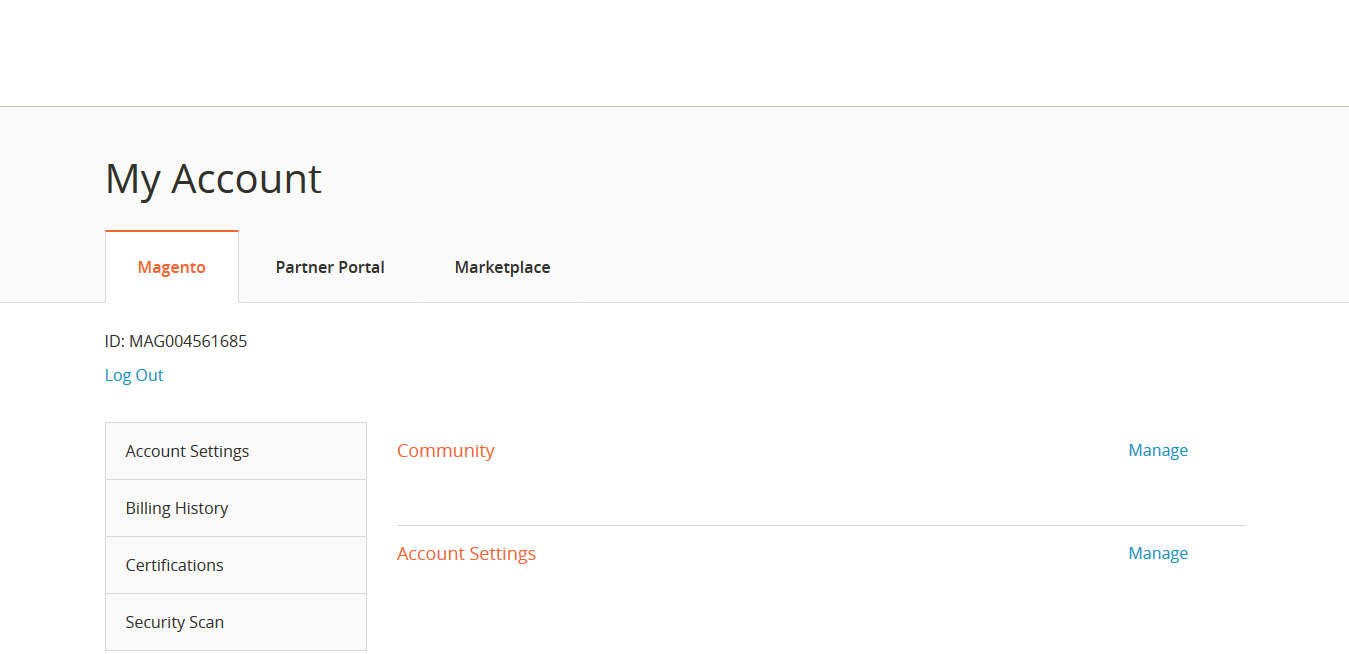 My Account
Magento
Partner Portal
Marketplace
ID: MAG004561685
Log Out
Account Settings
Billing History
Certifications
Security Scan
Community
Manage
Account Settings
Manage